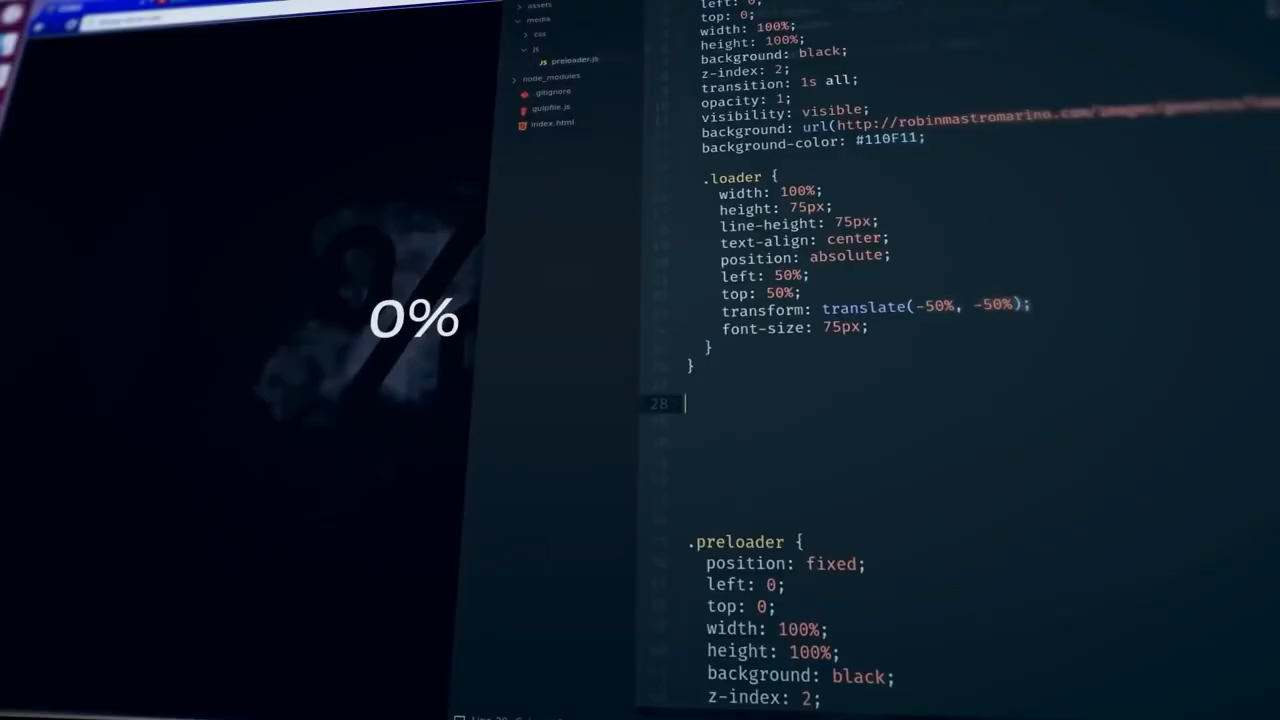 assets
media
css
js
JS preloader.js
node_modules
.gitignore
gulpfile.js
index.html
0%
left: 0;
top: 0;
width: 100%;
height: 100%;
background: black;
z-index: 2;
transition: 1s all;
opacity: 1;
visibility: visible;
background: url(http://robinmastromarino.com/images/
background-color: #110F11;
.loader {
width: 100%;
height: 75px;
line-height: 75px;
text-align: center;
position: absolute;
left: 50%;
top: 50%;
transform: translate(-50%, -50%);
font-size: 75px;
}
}
28
.preloader {
position: fixed;
left: 0;
top: 0;
width: 100%;
height: 100%;
background: black;
z-index: 2;